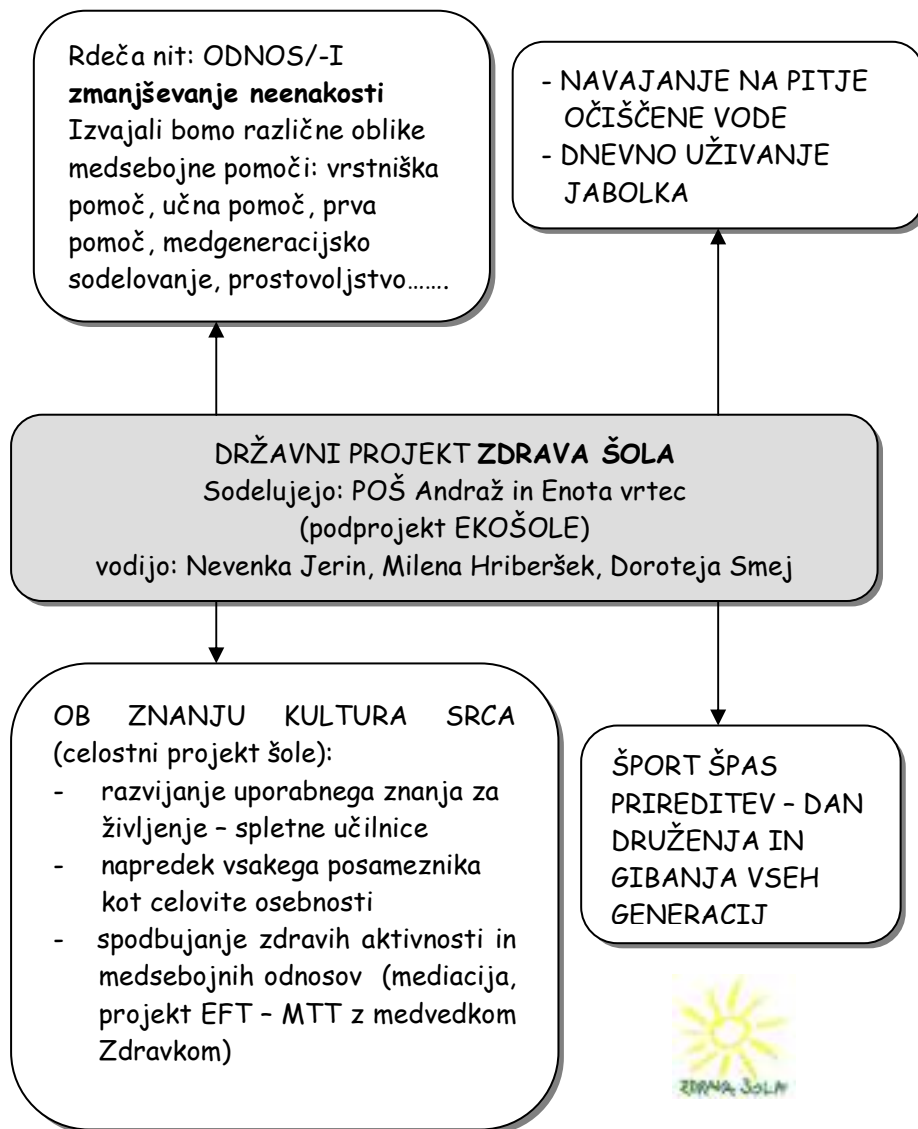 Rdeča nit: ODNOS/-I
zmanjševanje neenakosti
Izvajali bomo različne oblike
medsebojne pomoči: vrstniška
pomoč, učna pomoč, prva
pomoč, medgeneracijsko
sodelovanje, prostovoljstvo…….
- NAVAJANJE NA PITJE
OČIŠČENE VODE
- DNEVNO UŽIVANJE
JABOLKA
DRŽAVNI PROJEKT ZDRAVA ŠOLA
Sodelujejo: POŠ Andraž in Enota vrtec
(podprojekt EKOŠOLE)
vodijo: Nevenka Jerin, Milena Hriberšek, Doroteja Smej
OB ZNANJU KULTURA SRCA
(celostni projekt šole):
- razvijanje uporabnega znanja za
življenje – spletne učilnice
- napredek vsakega posameznika
kot celovite osebnosti
- spodbujanje zdravih aktivnosti in
medsebojnih odnosov (mediacija,
projekt EFT – MTT z medvedkom
Zdravkom)
ŠPORT ŠPAS
PRIREDITEV – DAN
DRUŽENJA IN
GIBANJA VSEH
GENERACIJ
ZDRAVA ŠOLA